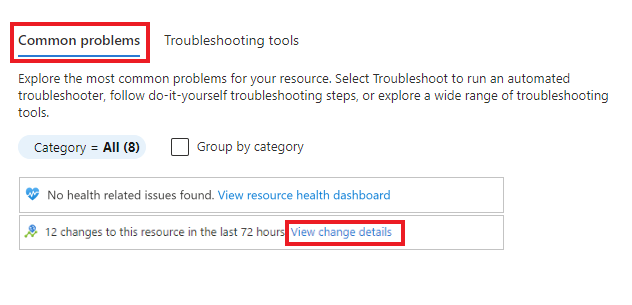 Common problems Troubleshooting tools
Explore the most common problems for your resource. Select Troubleshoot to run an automated
troubleshooter, follow do-it-yourself troubleshooting steps, or explore a wide range of troubleshooting
tools.
Category = All (8) Group by category
No health related issues found. View resource health dashboard
12 changes to this resource in the last 72 hours View change details